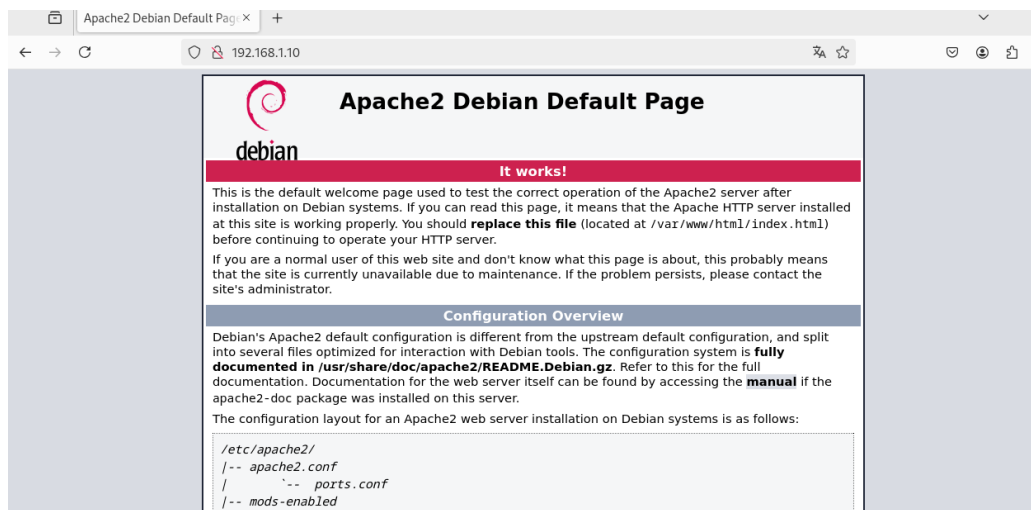 Apache2 Debian Default Pag
192.168.1.10
debian
Apache2 Debian Default Page
It works!
This is the default welcome page used to test the correct operation of the Apache2 server after
installation on Debian systems. If you can read this page, it means that the Apache HTTP server installed
at this site is working properly. You should replace this file (located at /var/www/html/index.html)
before continuing to operate your HTTP server.
If you are a normal user of this web site and don't know what this page is about, this probably means
that the site is currently unavailable due to maintenance. If the problem persists, please contact the
site's administrator.
Configuration Overview
Debian's Apache2 default configuration is different from the upstream default configuration, and split
into several files optimized for interaction with Debian tools. The configuration system is fully
documented in /usr/share/doc/apache2/README.Debian.gz. Refer to this for the full
documentation. Documentation for the web server itself can be found by accessing the manual if the
apache2-doc package was installed on this server.
The configuration layout for an Apache2 web server installation on Debian systems is as follows:
/etc/apache2/
|-- apache2.conf
|       `--  ports.conf
|-- mods-enabled